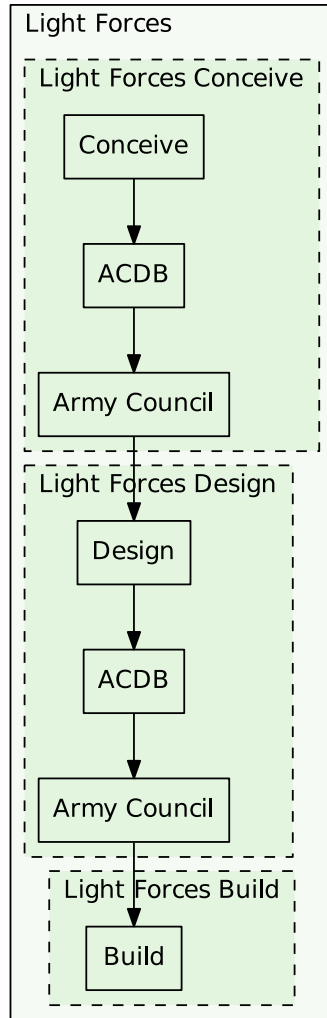 Light Forces
Light Forces Conceive
Conceive
ACDB
Army Council
Light Forces Design
Design
ACDB
Army Council
Light Forces Build
Build